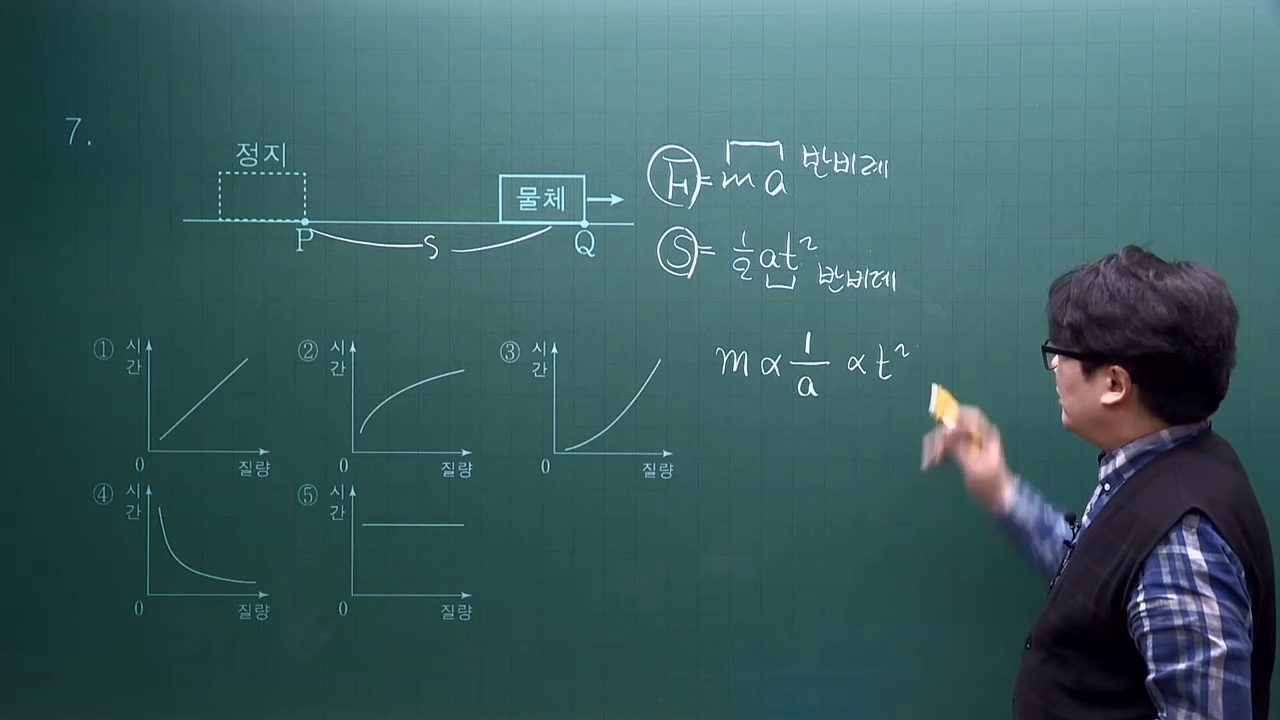 7.
정지
물체
P
S
Q
F = ma 반비례
S = 1/2 at² 반비례
m ∝ 1/a ∝ t²
① 시간
0 질량
② 시간
0 질량
③ 시간
0 질량
④ 시간
0 질량
⑤ 시간
0 질량